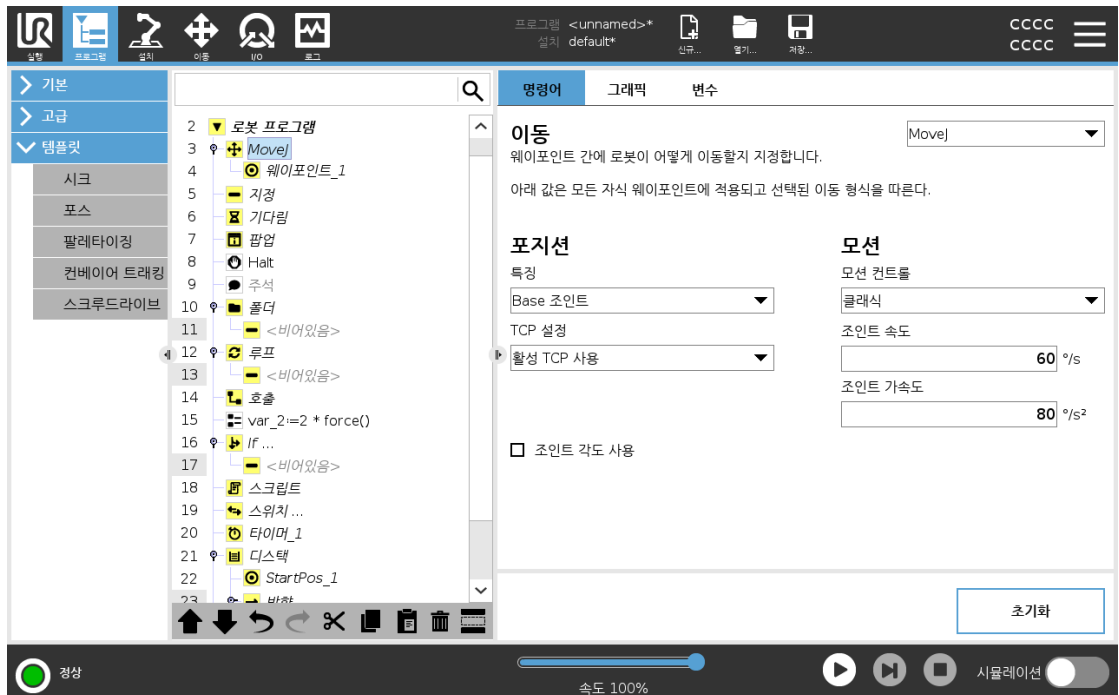 UR
실행
프로그램
설치
이동
I/O
로그
프로그램 <unnamed>*
설치 default*
신규...
열기...
저장...
CCCC
CCCC
기본
고급
템플릿
시크
포스
팔레타이징
컨베이어 트래킹
스크루드라이브
2 로봇 프로그램
3 MoveJ
4 웨이포인트_1
5 지정
6 기다림
7 팝업
8 Halt
9 주석
10 폴더
11 <비어있음>
12 루프
13 <비어있음>
14 호출
15 var_2:=2 * force()
16 If ...
17 <비어있음>
18 스크립트
19 스위치 ...
20 타이머_1
21 디스택
22 StartPos_1
23 방향
명령어
그래픽
변수
이동
MoveJ
웨이포인트 간에 로봇이 어떻게 이동할지 지정합니다.
아래 값은 모든 자식 웨이포인트에 적용되고 선택된 이동 형식을 따른다.
포지션
특징
Base 조인트
TCP 설정
활성 TCP 사용
조인트 각도 사용
모션
모션 컨트롤
클래식
조인트 속도
60 °/s
조인트 가속도
80 °/s²
초기화
정상
속도 100%
시뮬레이션